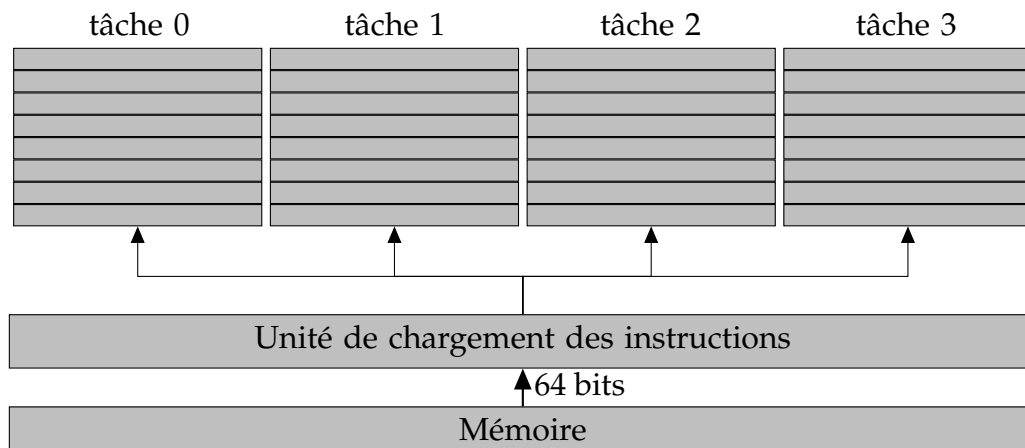 tâche 0 tâche 1 tâche 2 tâche 3
Unité de chargement des instructions
64 bits
Mémoire